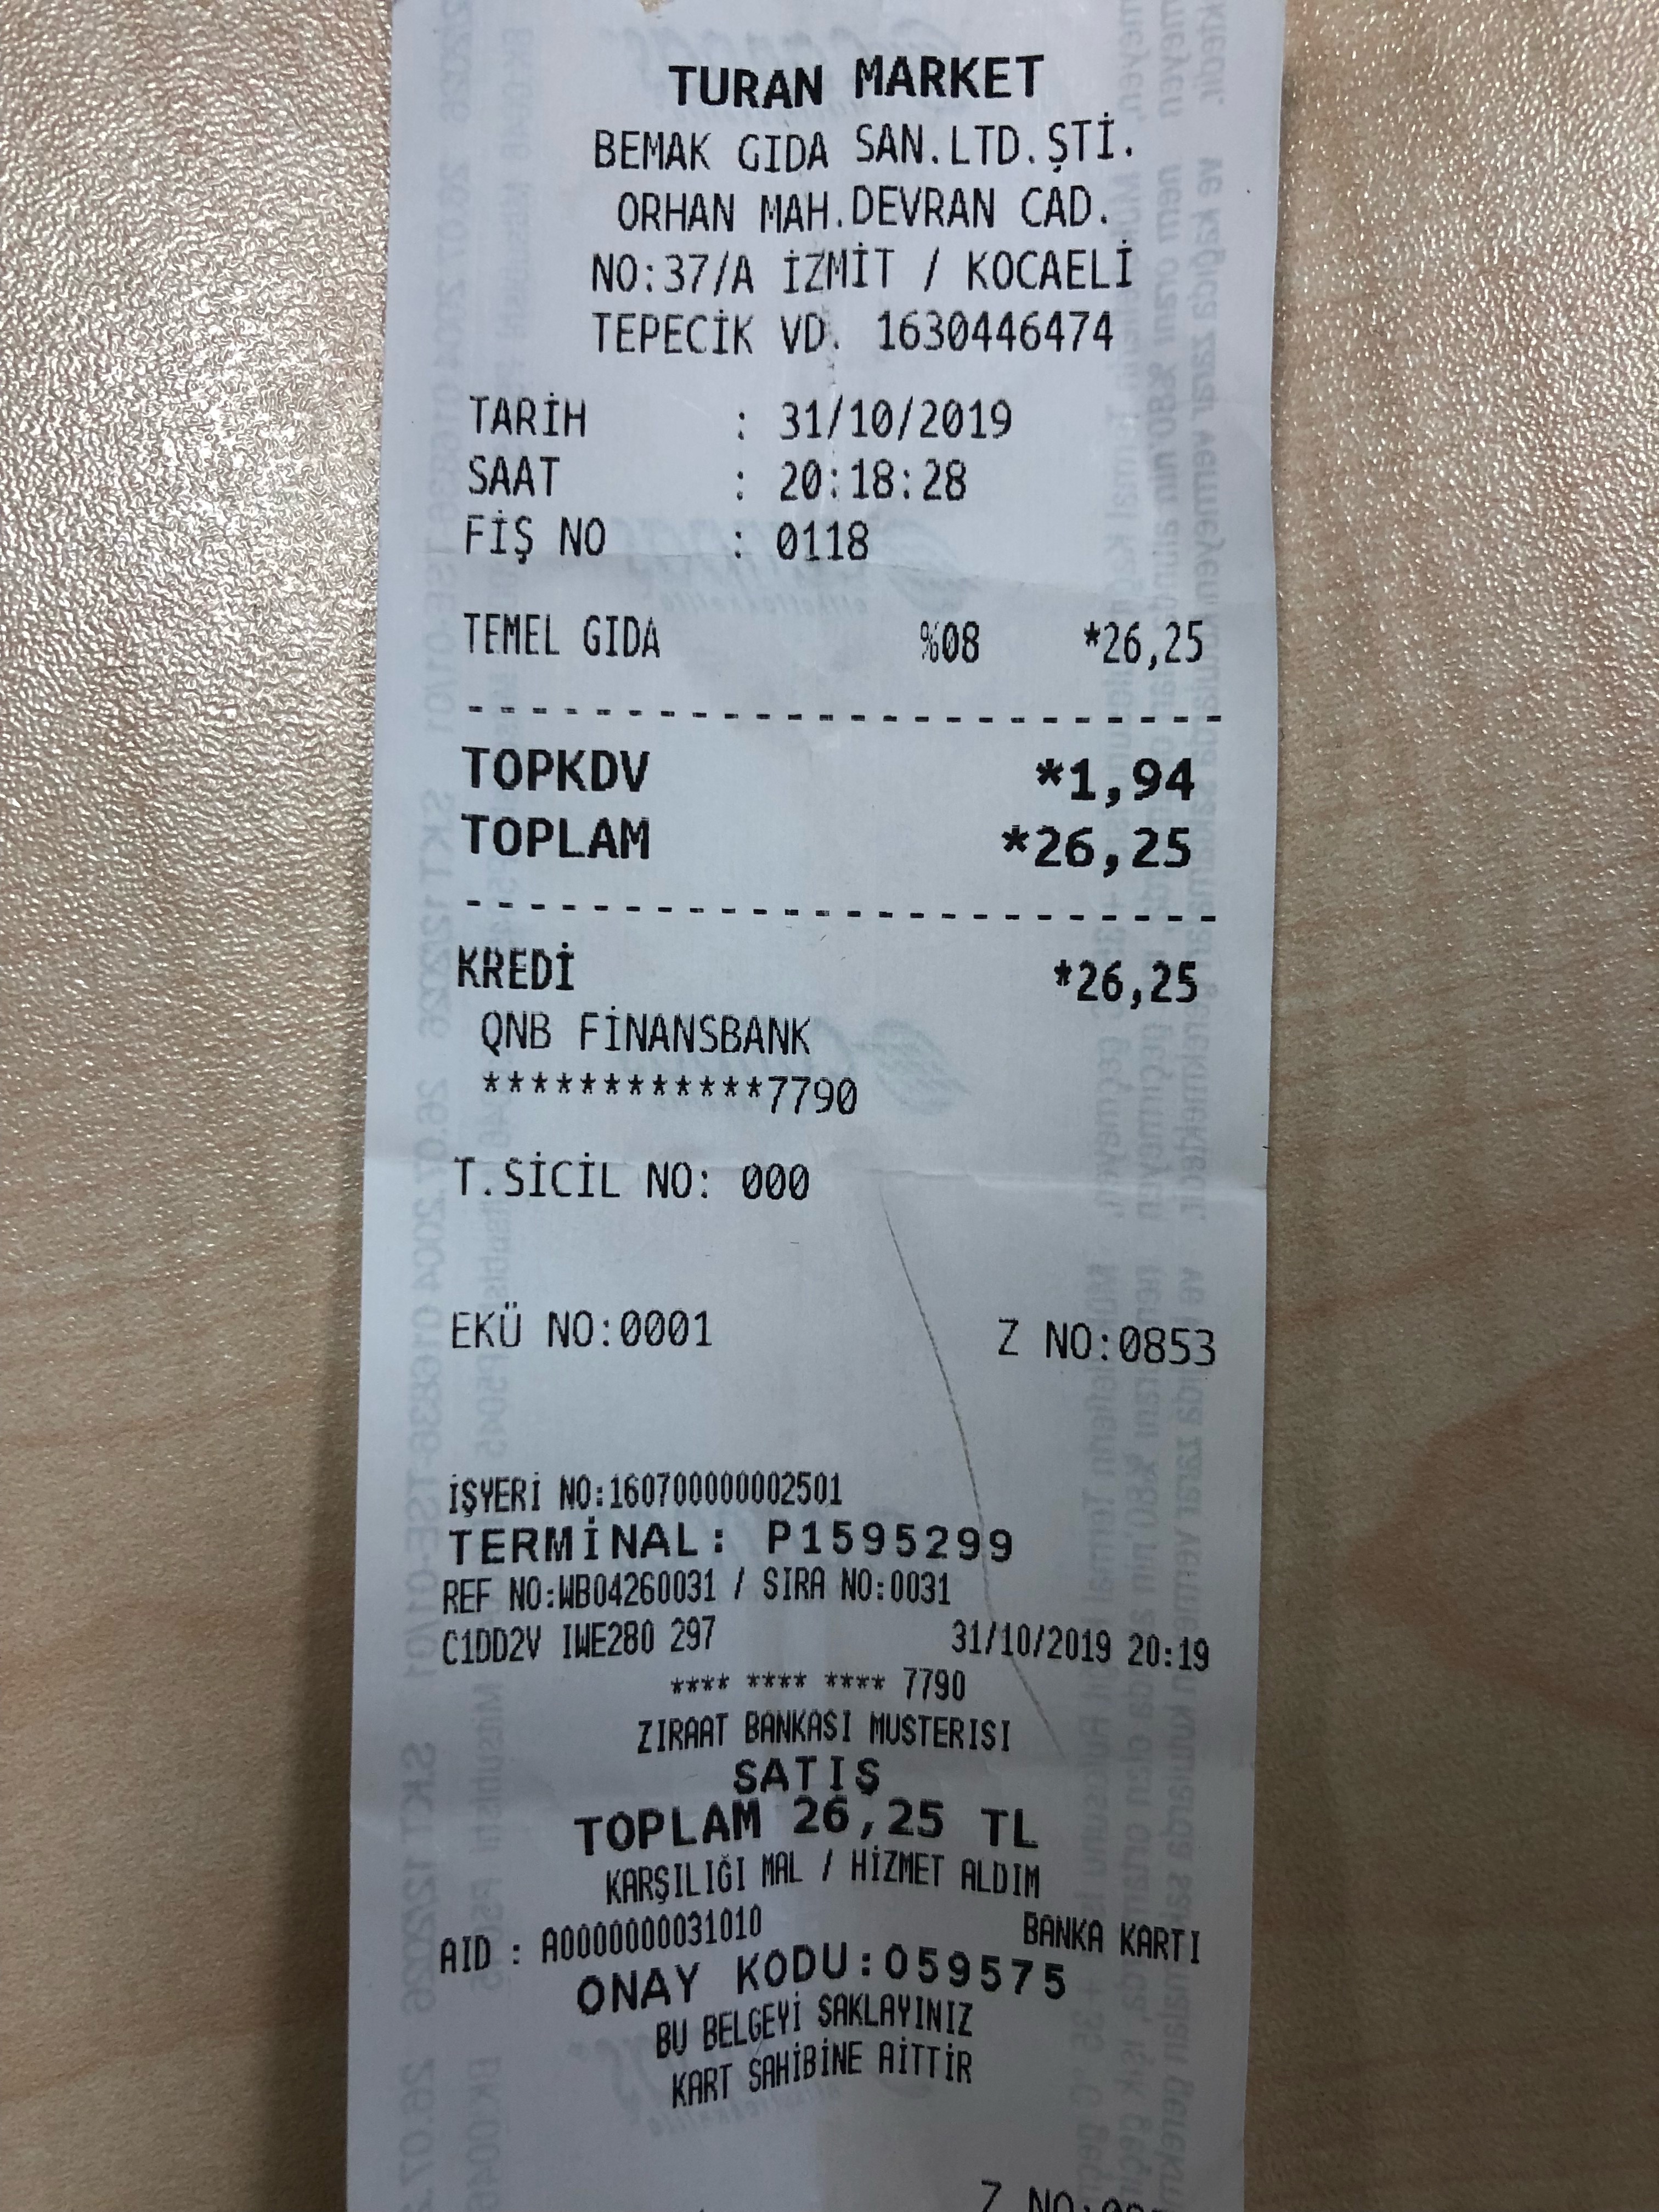 TURAN MARKET
BEMAK GIDA SAN.LTD.ŞTİ.
ORHAN MAH.DEVRAN CAD.
NO:37/A İZMİT / KOCAELİ
TEPECİK VD. 1630446474
TARİH : 31/10/2019
SAAT : 20:18:28
FİŞ NO : 0118
TEMEL GIDA %08 *26,25
-------------------------
TOPKDV *1,94
TOPLAM *26,25
-------------------------
KREDİ *26,25
QNB FİNANSBANK
************7790
T.SİCİL NO: 000
EKÜ NO:0001 Z NO:0853
İŞYERİ NO:160700000002501
TERMİNAL: P1595299
REF NO:WB04260031 / SIRA NO:0031
C1DD2V IWE280 297 31/10/2019 20:19
**** **** **** 7790
ZIRAAT BANKASI MUSTERISI
SATIŞ
TOPLAM 26,25 TL
KARŞILIĞI MAL / HİZMET ALDIM
AID : A0000000031010 BANKA KARTI
ONAY KODU:059575
BU BELGEYİ SAKLAYINIZ
KART SAHİBİNE AİTTİR
Z NO: